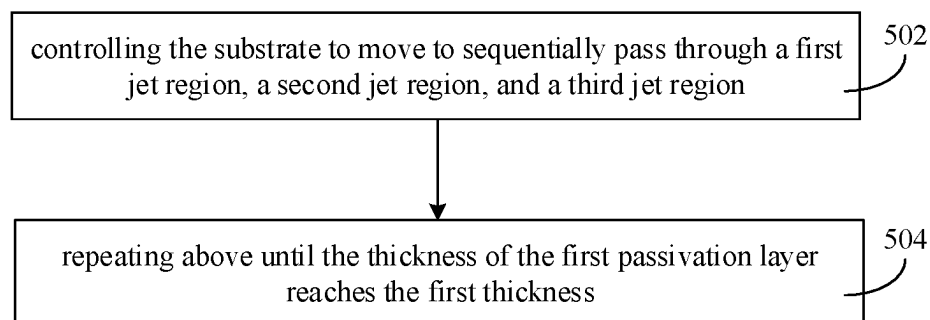 controlling the substrate to move to sequentially pass through a first
jet region, a second jet region, and a third jet region
502
repeating above until the thickness of the first passivation layer
reaches the first thickness
504